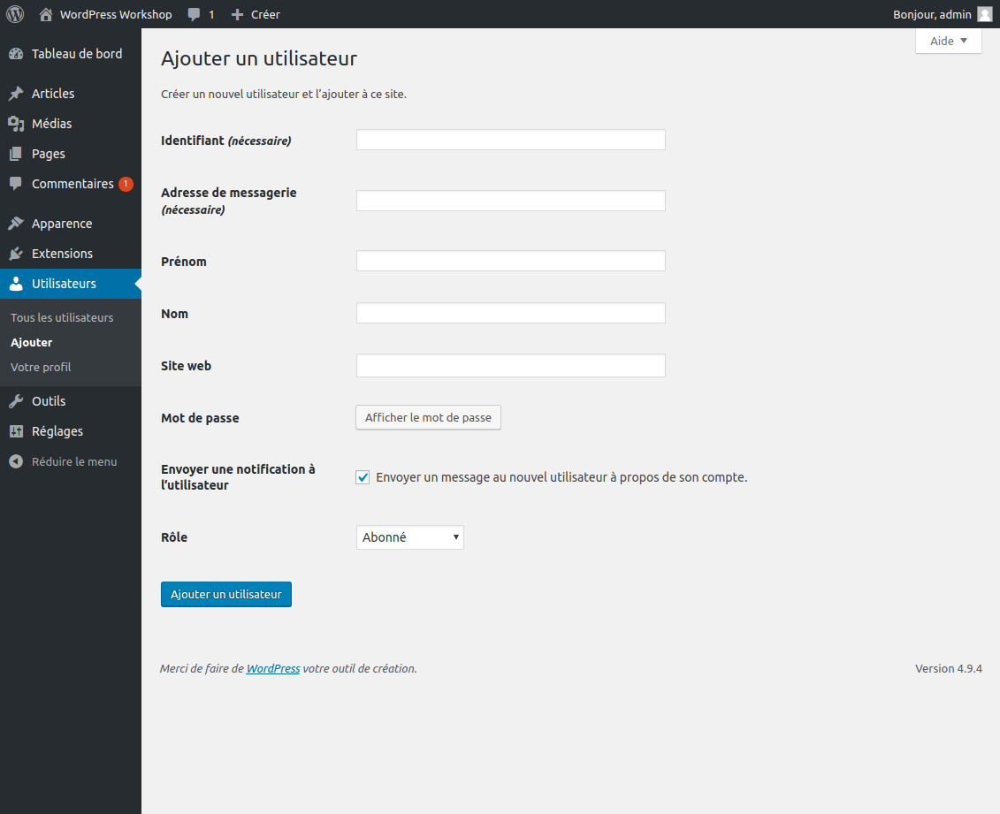 WordPress Workshop 1 Créer Bonjour, admin
Aide
Tableau de bord
Articles
Médias
Pages
Commentaires 1
Apparence
Extensions
Utilisateurs
Tous les utilisateurs
Ajouter
Votre profil
Outils
Réglages
Réduire le menu
Ajouter un utilisateur
Créer un nouvel utilisateur et l’ajouter à ce site.
Identifiant (nécessaire)
Adresse de messagerie
(nécessaire)
Prénom
Nom
Site web
Mot de passe Afficher le mot de passe
Envoyer une notification à
l’utilisateur
Envoyer un message au nouvel utilisateur à propos de son compte.
Rôle Abonné
Ajouter un utilisateur
Merci de faire de WordPress votre outil de création. Version 4.9.4